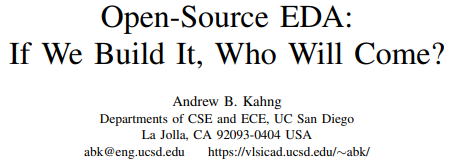 Open-Source EDA:
If We Build It, Who Will Come?
Andrew B. Kahng
Departments of CSE and ECE, UC San Diego
La Jolla, CA 92093-0404 USA
abk@eng.ucsd.edu https://vlsicad.ucsd.edu/∼abk/